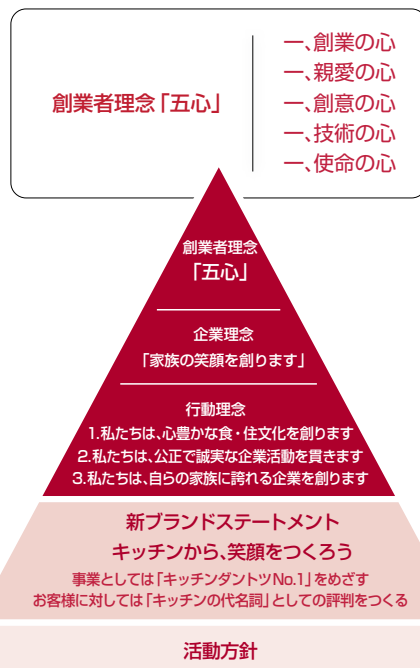 創業者理念「五心」
一、創業の心
一、親愛の心
一、創意の心
一、技術の心
一、使命の心
創業者理念
「五心」
企業理念
「家族の笑顔を創ります」
行動理念
1.私たちは、心豊かな食・住文化を創ります
2.私たちは、公正で誠実な企業活動を貫きます
3.私たちは、自らの家族に誇れる企業を創ります
新ブランドステートメント
キッチンから、笑顔をつくろう
事業としては「キッチンダントツNo.1」をめざす
お客様に対しては「キッチンの代名詞」としての評判をつくる
活動方針